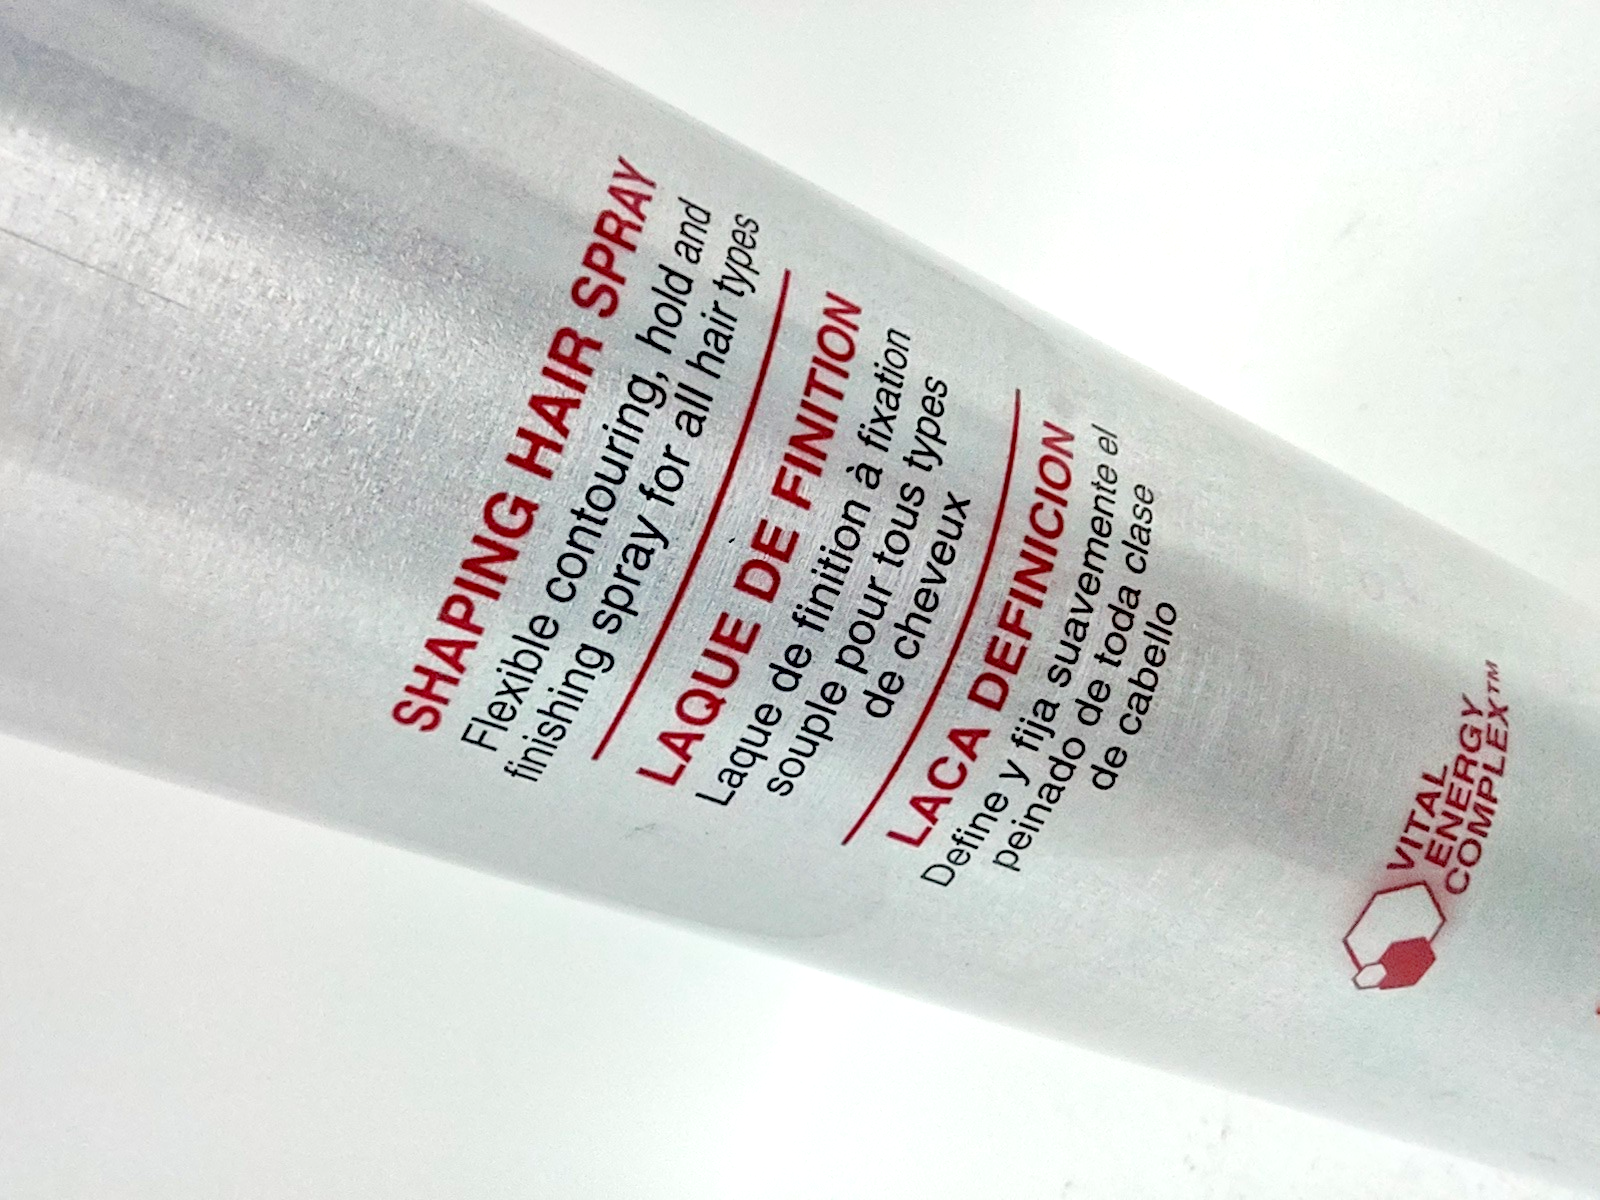 SHAPING HAIR SPRAY
Flexible contouring, hold and
finishing spray for all hair types
LAQUE DE FINITION
Laque de finition à fixation
souple pour tous types
de cheveux
LACA DEFINICION
Define y fija suavemente el
peinado de toda clase
de cabello
VITAL
ENERGY
COMPLEX™